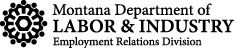 Montana Department of
LABOR & INDUSTRY
Employment Relations Division